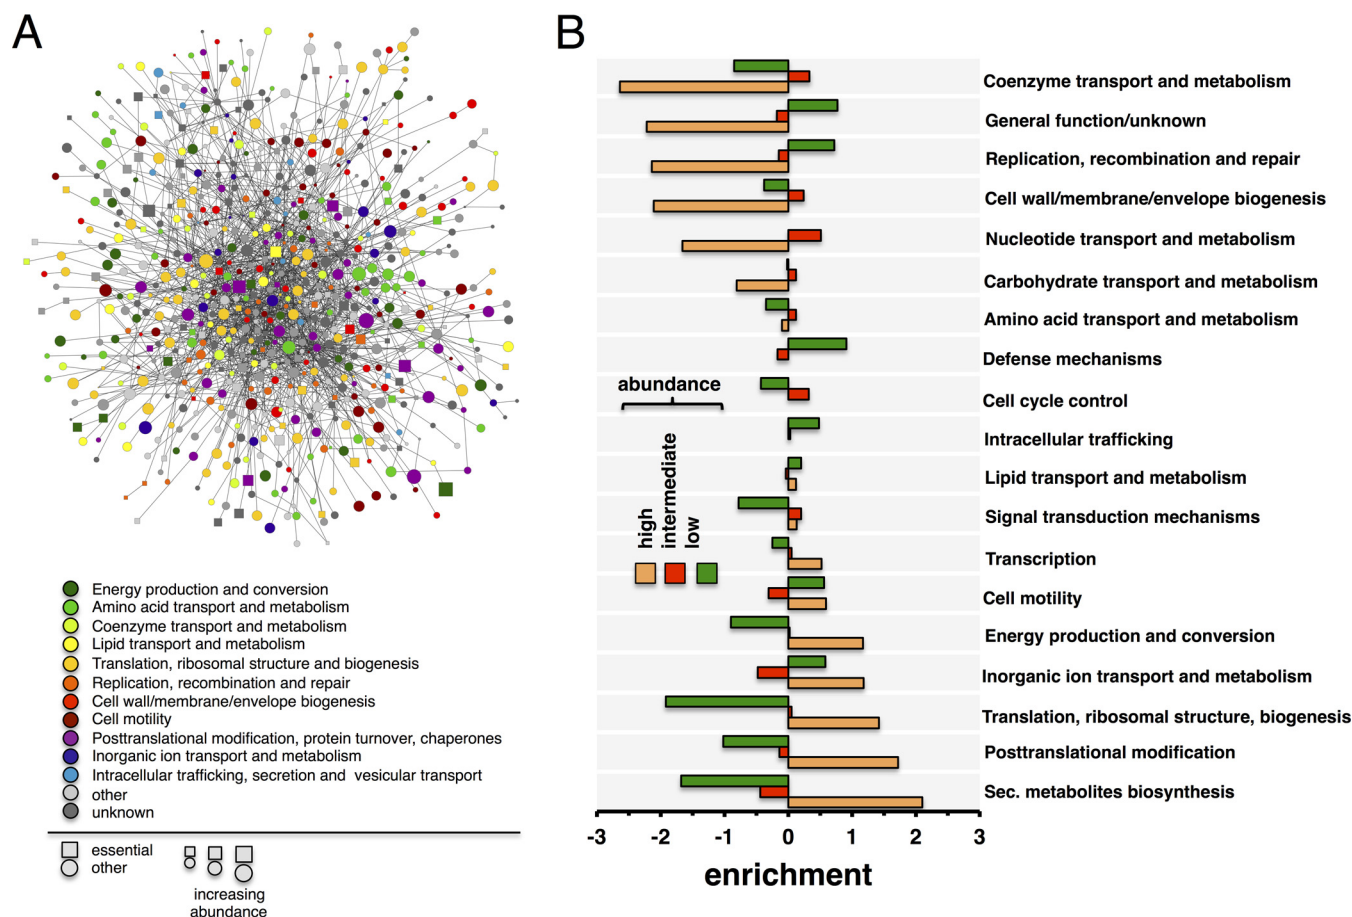 A
Energy production and conversion
Amino acid transport and metabolism
Coenzyme transport and metabolism
Lipid transport and metabolism
Translation, ribosomal structure and biogenesis
Replication, recombination and repair
Cell wall/membrane/envelope biogenesis
Cell motility
Posttranslational modification, protein turnover, chaperones
Inorganic ion transport and metabolism
Intracellular trafficking, secretion and vesicular transport
other
unknown
essential
other
increasing
abundance
B
Coenzyme transport and metabolism
General function/unknown
Replication, recombination and repair
Cell wall/membrane/envelope biogenesis
Nucleotide transport and metabolism
Carbohydrate transport and metabolism
Amino acid transport and metabolism
Defense mechanisms
Cell cycle control
Intracellular trafficking
Lipid transport and metabolism
Signal transduction mechanisms
Transcription
Cell motility
Energy production and conversion
Inorganic ion transport and metabolism
Translation, ribosomal structure, biogenesis
Posttranslational modification
Sec. metabolites biosynthesis
abundance
high
intermediate
low
-3 -2 -1 0 1 2 3
enrichment